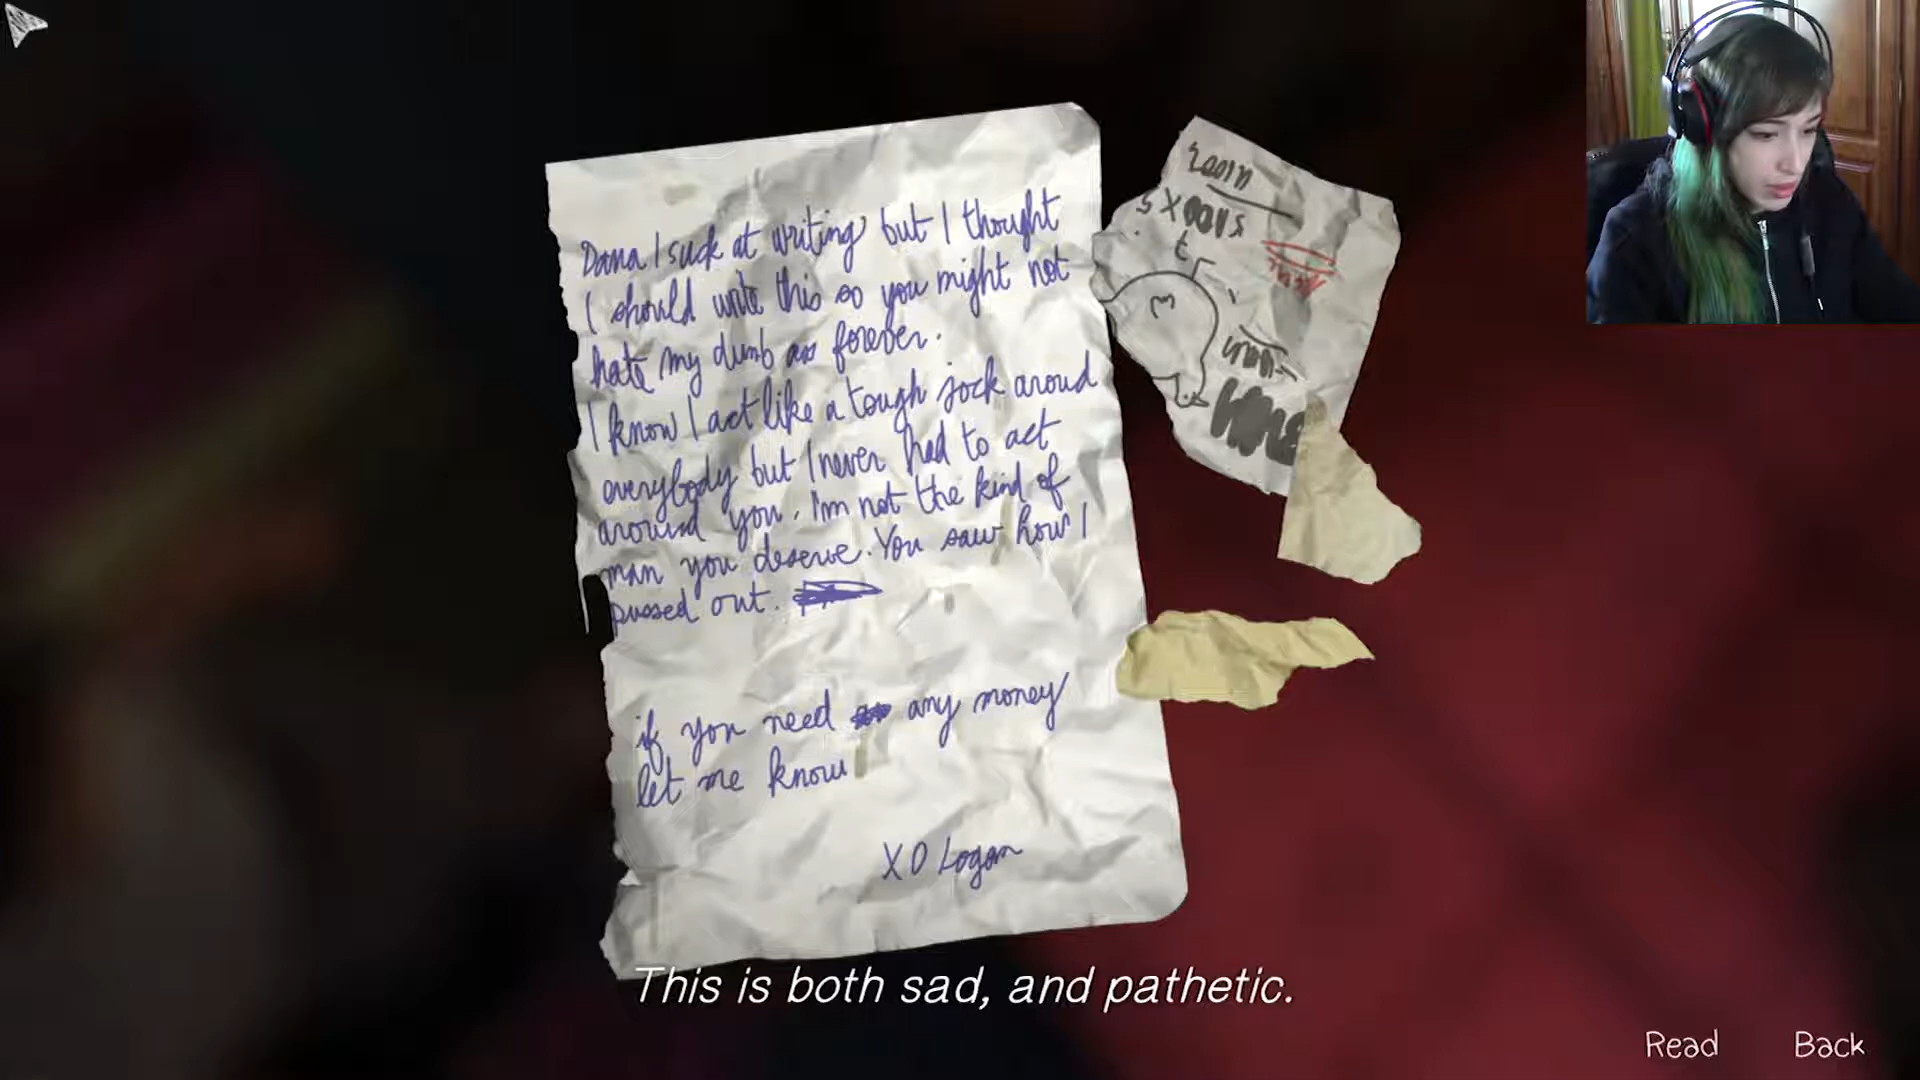 Dana I suck at writing but I thought
I should write this so you might not
hate my dumb ass forever.
I know I act like a tough jock aroud
everybody but I never had to act
around you. I'm not the kind of
man you deserve. You saw how I
pussed out.
if you need any money
let me know
XO Logan
This is both sad, and pathetic.
Read
Back